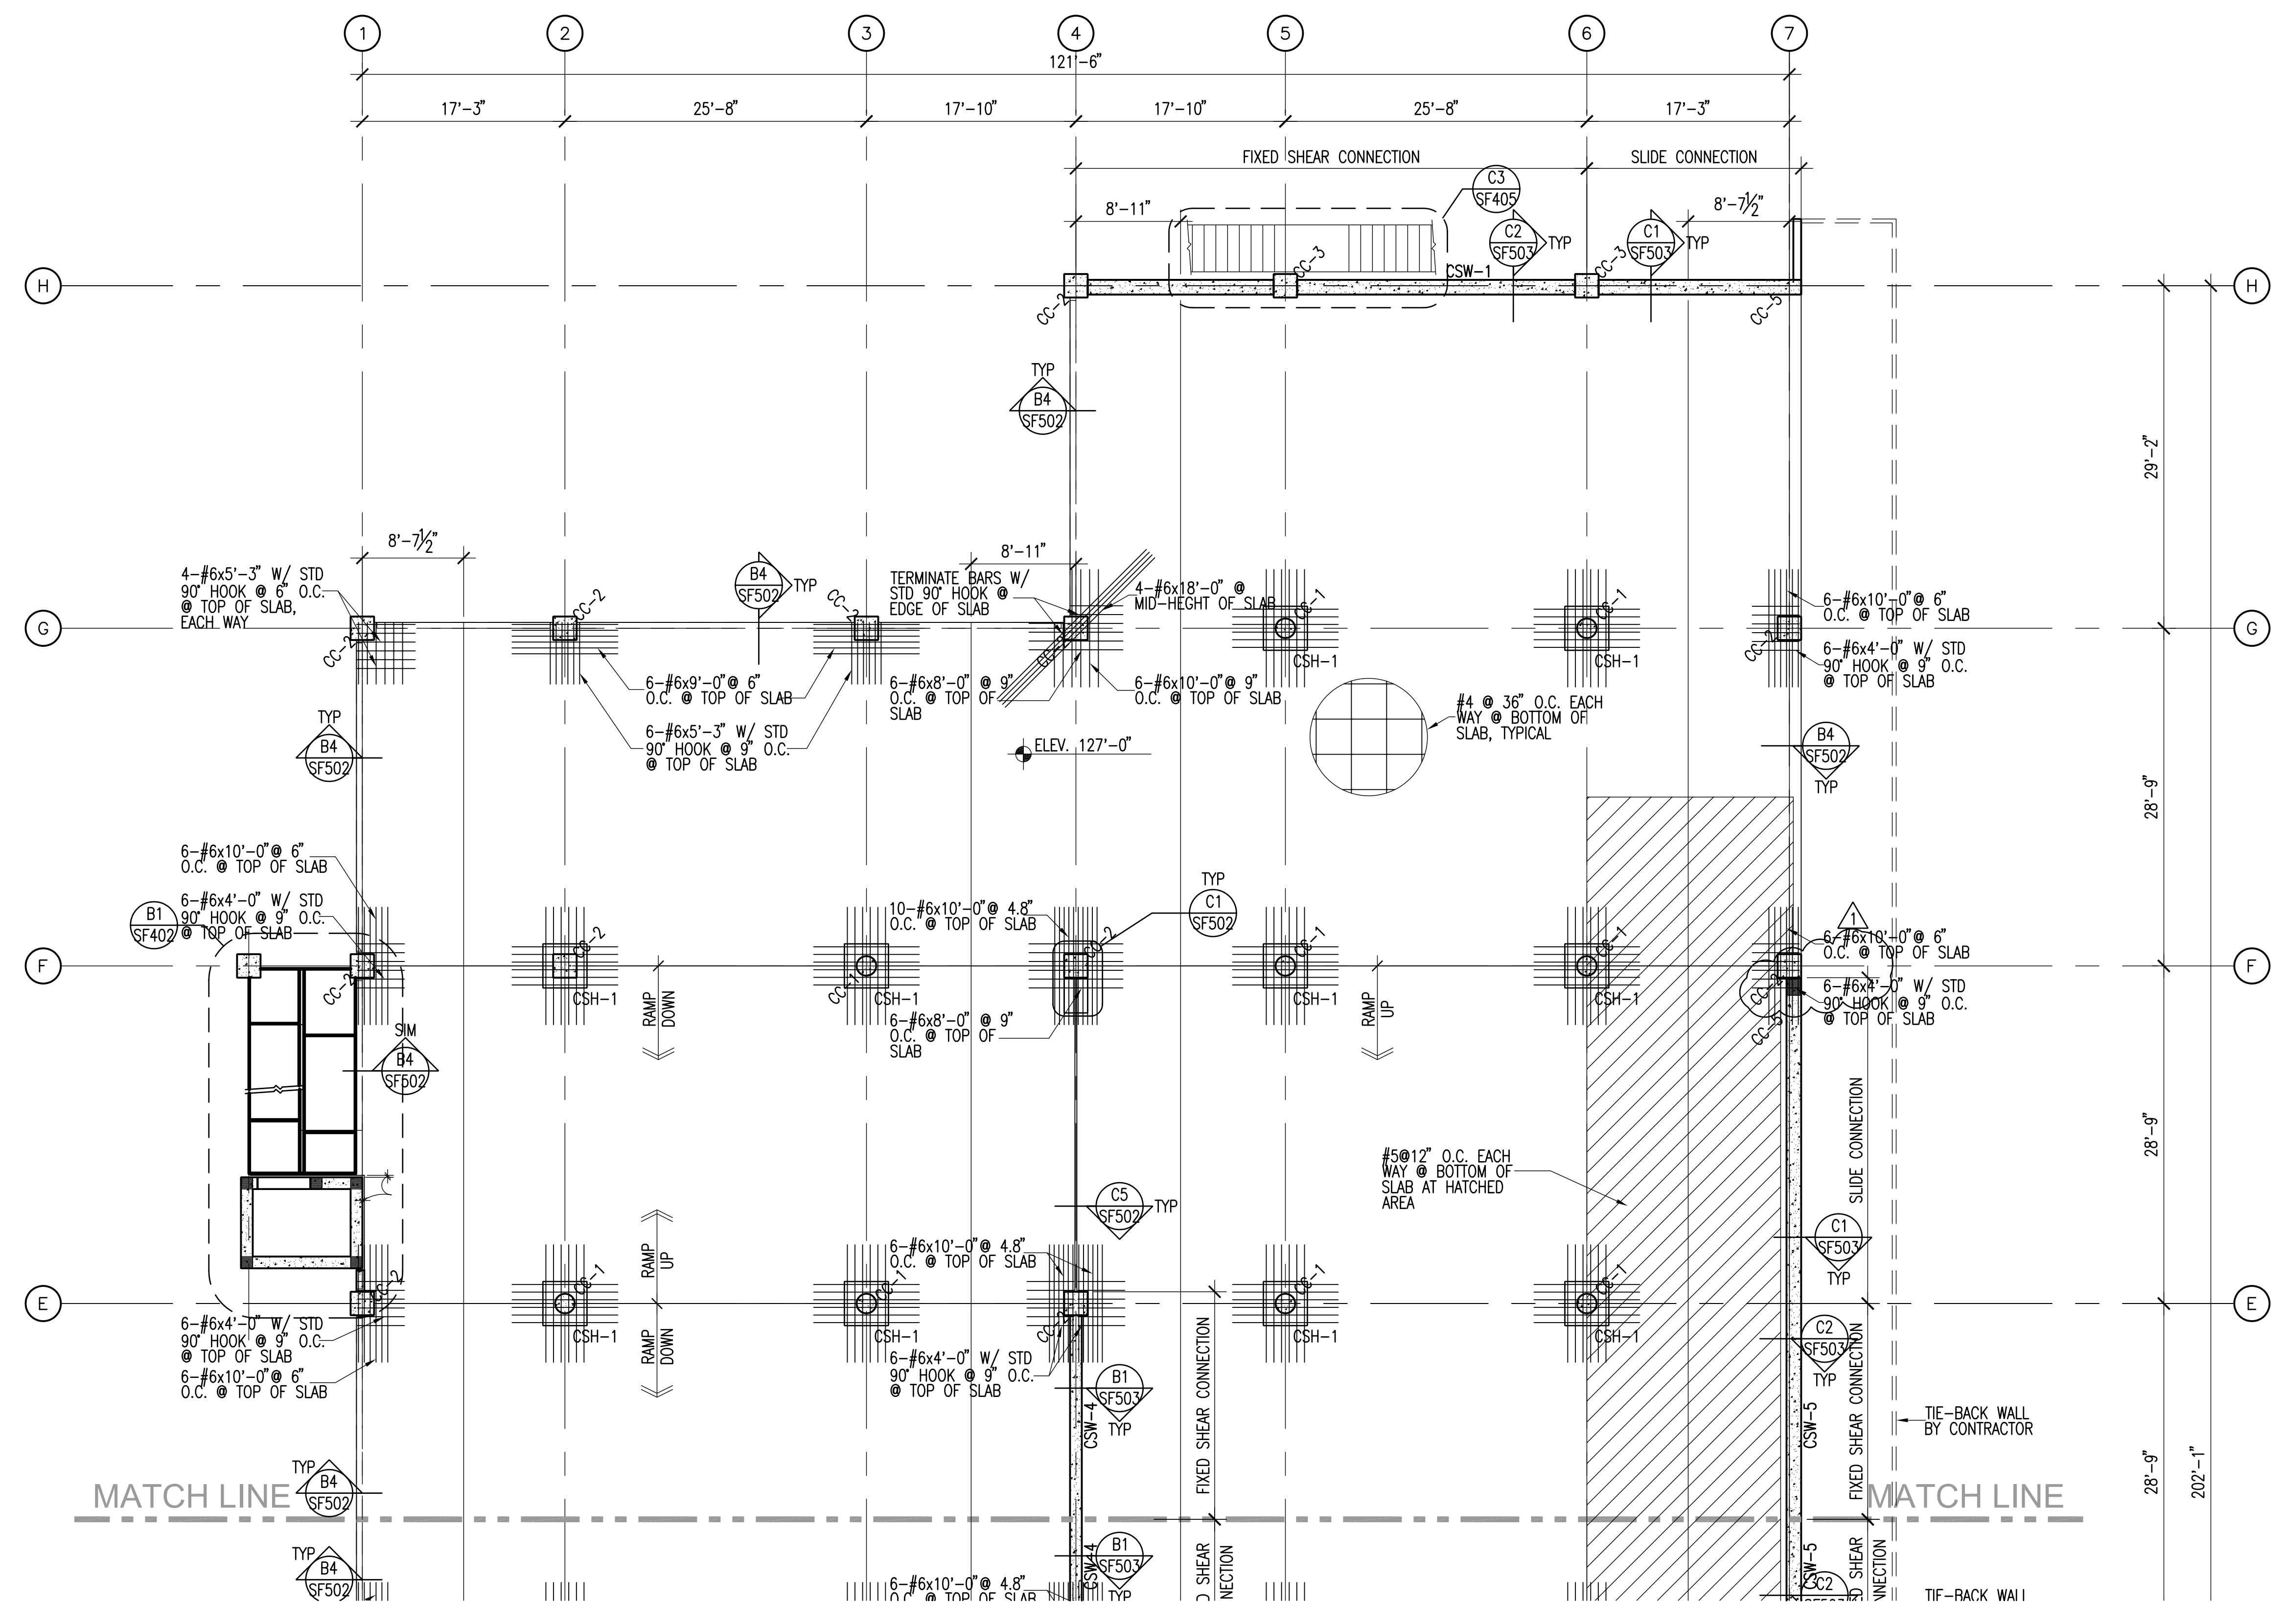 1 2 3 4 5 6 7
121'-6"
17'-3" 25'-8" 17'-10" 17'-10" 25'-8" 17'-3"
FIXED SHEAR CONNECTION SLIDE CONNECTION
C3
SF405
8'-11"
8'-7½"
C2
SF503
TYP
C1
SF503
TYP
CC-3
CSW-1
CC-3
H
H
CC-2
CC-5
TYP
B4
SF502
29'-2"
8'-7½"
8'-11"
4-#6x5'-3" W/ STD
90° HOOK @ 6" O.C.
@ TOP OF SLAB,
EACH WAY
B4
SF502
TYP
CC-2
CC-2
TERMINATE BARS W/
STD 90° HOOK @
EDGE OF SLAB
4-#6x18'-0" @
MID-HEGHT OF SLAB
CC-1
CC-1
6-#6x10'-0"@ 6"
O.C. @ TOP OF SLAB
G
G
CC-2
CC-2
CSH-1
CSH-1
CC-2
6-#6x4'-0" W/ STD
90° HOOK @ 9" O.C.
@ TOP OF SLAB
6-#6x9'-0"@ 6"
O.C. @ TOP OF SLAB
6-#6x8'-0" @ 9"
O.C. @ TOP OF
SLAB
6-#6x10'-0"@ 9"
O.C. @ TOP OF SLAB
#4 @ 36" O.C. EACH
WAY @ BOTTOM OF
SLAB, TYPICAL
6-#6x5'-3" W/ STD
90° HOOK @ 9" O.C.
@ TOP OF SLAB
TYP
B4
SF502
ELEV. 127'-0"
B4
SF502
TYP
28'-9"
6-#6x10'-0"@ 6"
O.C. @ TOP OF SLAB
6-#6x4'-0" W/ STD
90° HOOK @ 9" O.C.
@ TOP OF SLAB
B1
SF402
10-#6x10'-0"@ 4.8"
O.C. @ TOP OF SLAB
TYP
C1
SF502
1
6-#6x10'-0"@ 6"
O.C. @ TOP OF SLAB
F
F
CC-2
CC-2
CC-1
CC-2
CC-1
CC-1
CC-2
CC-5
CSH-1
CSH-1
CSH-1
CSH-1
6-#6x4'-0" W/ STD
90° HOOK @ 9" O.C.
@ TOP OF SLAB
RAMP
DOWN
6-#6x8'-0" @ 9"
O.C. @ TOP OF
SLAB
RAMP
UP
SIM
B4
SF502
SLIDE CONNECTION
28'-9"
#5@12" O.C. EACH
WAY @ BOTTOM OF
SLAB AT HATCHED
AREA
C5
SF502
TYP
C1
SF503
TYP
RAMP
UP
6-#6x10'-0"@ 4.8"
O.C. @ TOP OF SLAB
E
E
CC-2
CC-1
CC-1
CC-2
CC-1
CC-1
CSH-1
CSH-1
CSH-1
CSH-1
6-#6x4'-0" W/ STD
90° HOOK @ 9" O.C.
@ TOP OF SLAB
6-#6x10'-0"@ 6"
O.C. @ TOP OF SLAB
RAMP
DOWN
6-#6x4'-0" W/ STD
90° HOOK @ 9" O.C.
@ TOP OF SLAB
B1
SF503
TYP
CSW-4
FIXED SHEAR CONNECTION
C2
SF503
TYP
CSW-5
FIXED SHEAR CONNECTION
TIE-BACK WALL
BY CONTRACTOR
28'-9"
202'-1"
TYP
B4
SF502
MATCH LINE
MATCH LINE
TYP
B4
SF502
6-#6x10'-0"@ 4.8"
O.C. @ TOP OF SLAB
B1
SF503
TYP
CSW-4
D SHEAR
NECTION
CSW-5
C2
SF503
D SHEAR
NNECTION
TIE-BACK WALL